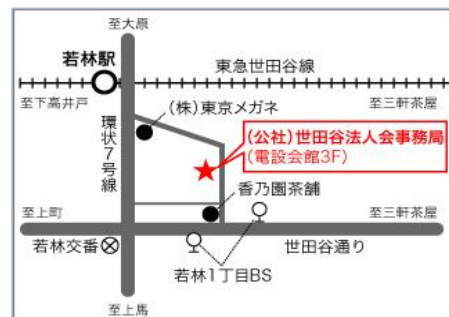 至大原
若林駅
東急世田谷線
至下高井戸
至三軒茶屋
(株)東京メガネ
環状7号線
(公社)世田谷法人会事務局
(電設会館3F)
香乃園茶舗
至上町
至三軒茶屋
若林交番
世田谷通り
若林1丁目BS
至上馬